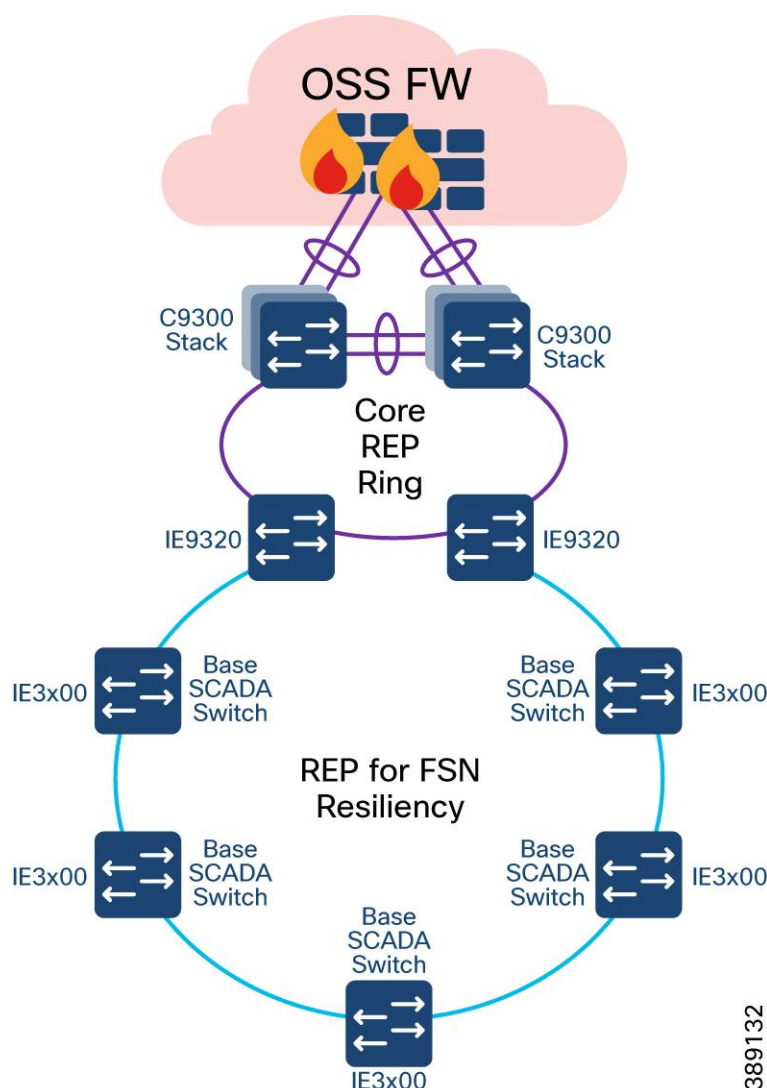 OSS FW
C9300
Stack
C9300
Stack
Core
REP
Ring
IE9320
IE9320
IE3x00
Base
SCADA
Switch
Base
SCADA
Switch
IE3x00
REP for FSN
Resiliency
IE3x00
Base
SCADA
Switch
Base
SCADA
Switch
IE3x00
Base
SCADA
Switch
IE3x00
389132